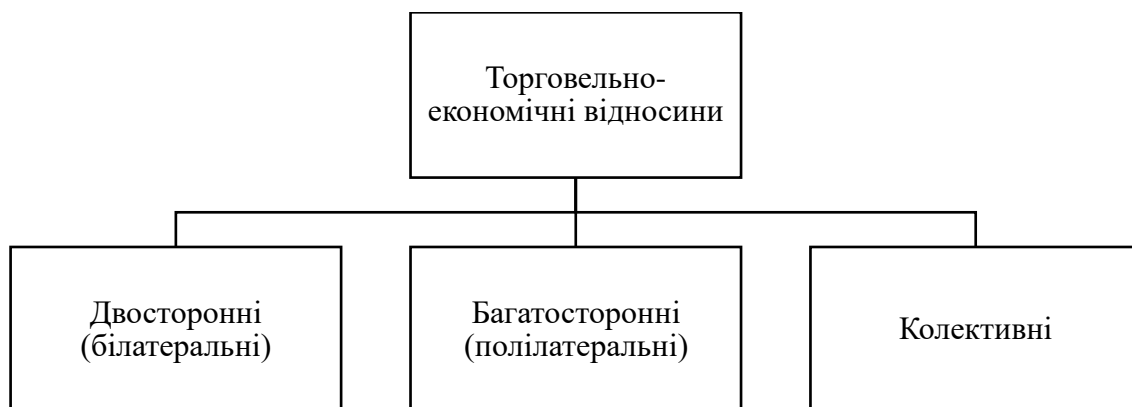 Торговельно-
економічні відносини
Двосторонні
(білатеральні)
Багатосторонні
(полілатеральні)
Колективні